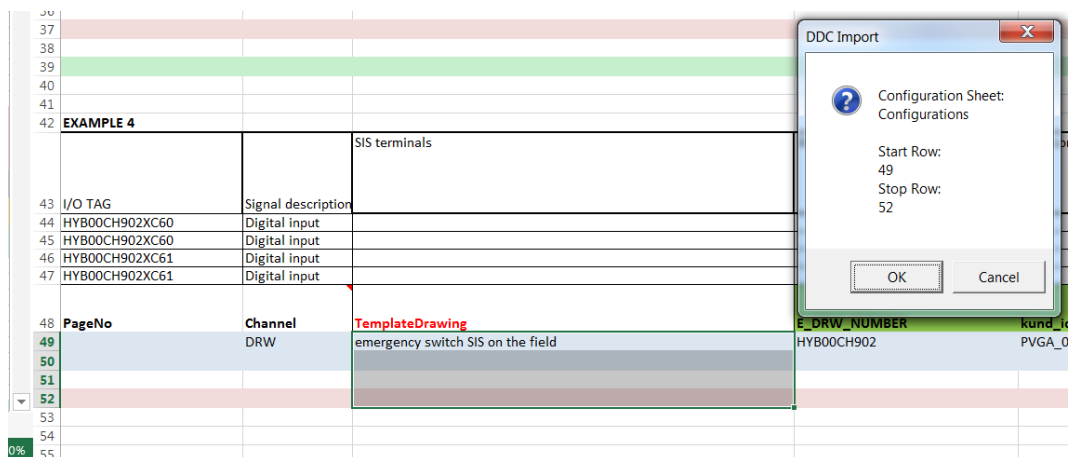 36
37
38
39
40
41
42 EXAMPLE 4
SIS terminals
43 I/O TAG Signal description
44 HYB00CH902XC60 Digital input
45 HYB00CH902XC60 Digital input
46 HYB00CH902XC61 Digital input
47 HYB00CH902XC61 Digital input
48 PageNo Channel TemplateDrawing E_DRW_NUMBER kund_id
49 DRW emergency switch SIS on the field HYB00CH902 PVGA_0
50
51
52
53
54
0% 55
DDC Import
Configuration Sheet:
Configurations
Start Row:
49
Stop Row:
52
OK Cancel